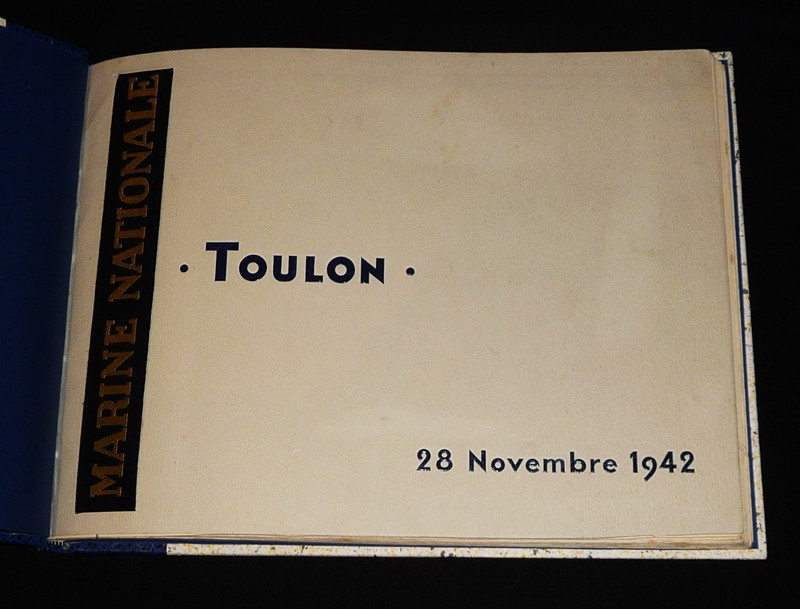 MARINE NATIONALE
· TOULON ·
28 Novembre 1942